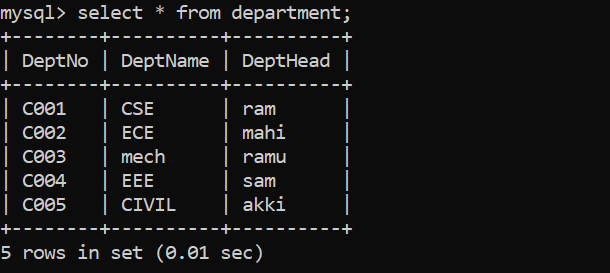 mysql> select * from department;
+--------+----------+----------+
| DeptNo | DeptName | DeptHead |
+--------+----------+----------+
| C001   | CSE      | ram      |
| C002   | ECE      | mahi     |
| C003   | mech     | ramu     |
| C004   | EEE      | sam      |
| C005   | CIVIL    | akki     |
+--------+----------+----------+
5 rows in set (0.01 sec)